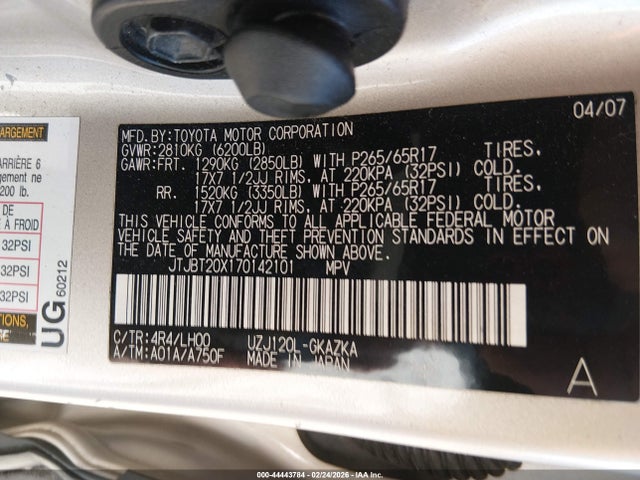 ARGEMENT
ARRIÈRE 6
gement ne
200 lb.
DE
E À FROID
32PSI
32PSI
32PSI
TIONS,
UG
60212
04/07
MFD.BY:TOYOTA MOTOR CORPORATION
GVWR:2810KG (6200LB)
GAWR:FRT. 1290KG (2850LB) WITH P265/65R17 TIRES,
17X7 1/2JJ RIMS, AT 220KPA (32PSI) COLD.
RR. 1520KG (3350LB) WITH P265/65R17 TIRES,
17X7 1/2JJ RIMS, AT 220KPA (32PSI) COLD.
THIS VEHICLE CONFORMS TO ALL APPLICABLE FEDERAL MOTOR
VEHICLE SAFETY AND THEFT PREVENTION STANDARDS IN EFFECT ON
THE DATE OF MANUFACTURE SHOWN ABOVE.
JTJBT20X170142101 MPV
C/TR:4R4/LH00 UZJ120L-GKAZKA
A/TM:A01A/A750F MADE IN JAPAN
A
000-44443784 - 02/24/2026 - IAA Inc.